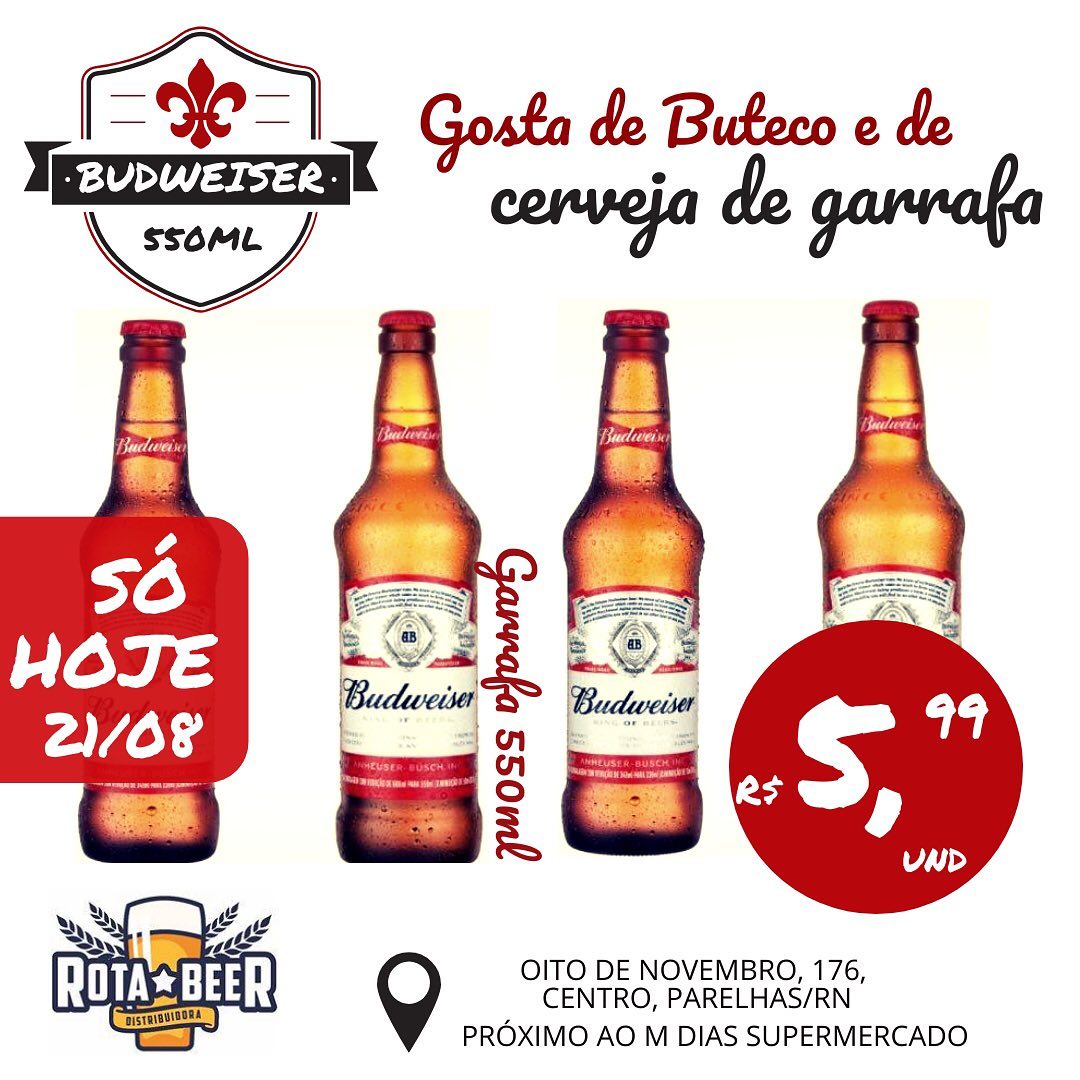 · BUDWEISER ·
550ML
Gosta de Buteco e de
cerveja de garrafa
Budweiser
Budweiser
Budweiser
Budweiser
SÓ
HOJE
21/08
Garrafa 550ml
AB
Budweiser
KING OF BEERS
ANHEUSER-BUSCH, INC
AB
Budweiser
KING OF BEERS
ANHEUSER-BUSCH, INC
R$ 5,99
UND
ROTA BEER
DISTRIBUIDORA
OITO DE NOVEMBRO, 176,
CENTRO, PARELHAS/RN
PRÓXIMO AO M DIAS SUPERMERCADO